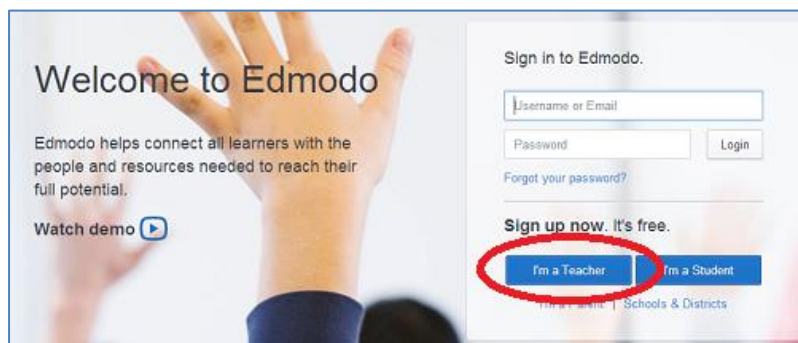 Welcome to Edmodo
Edmodo helps connect all learners with the
people and resources needed to reach their
full potential.
Watch demo
Sign in to Edmodo.
Username or Email
Password
Login
Forgot your password?
Sign up now. It's free.
I'm a Teacher
I'm a Student
I'm a Parent | Schools & Districts